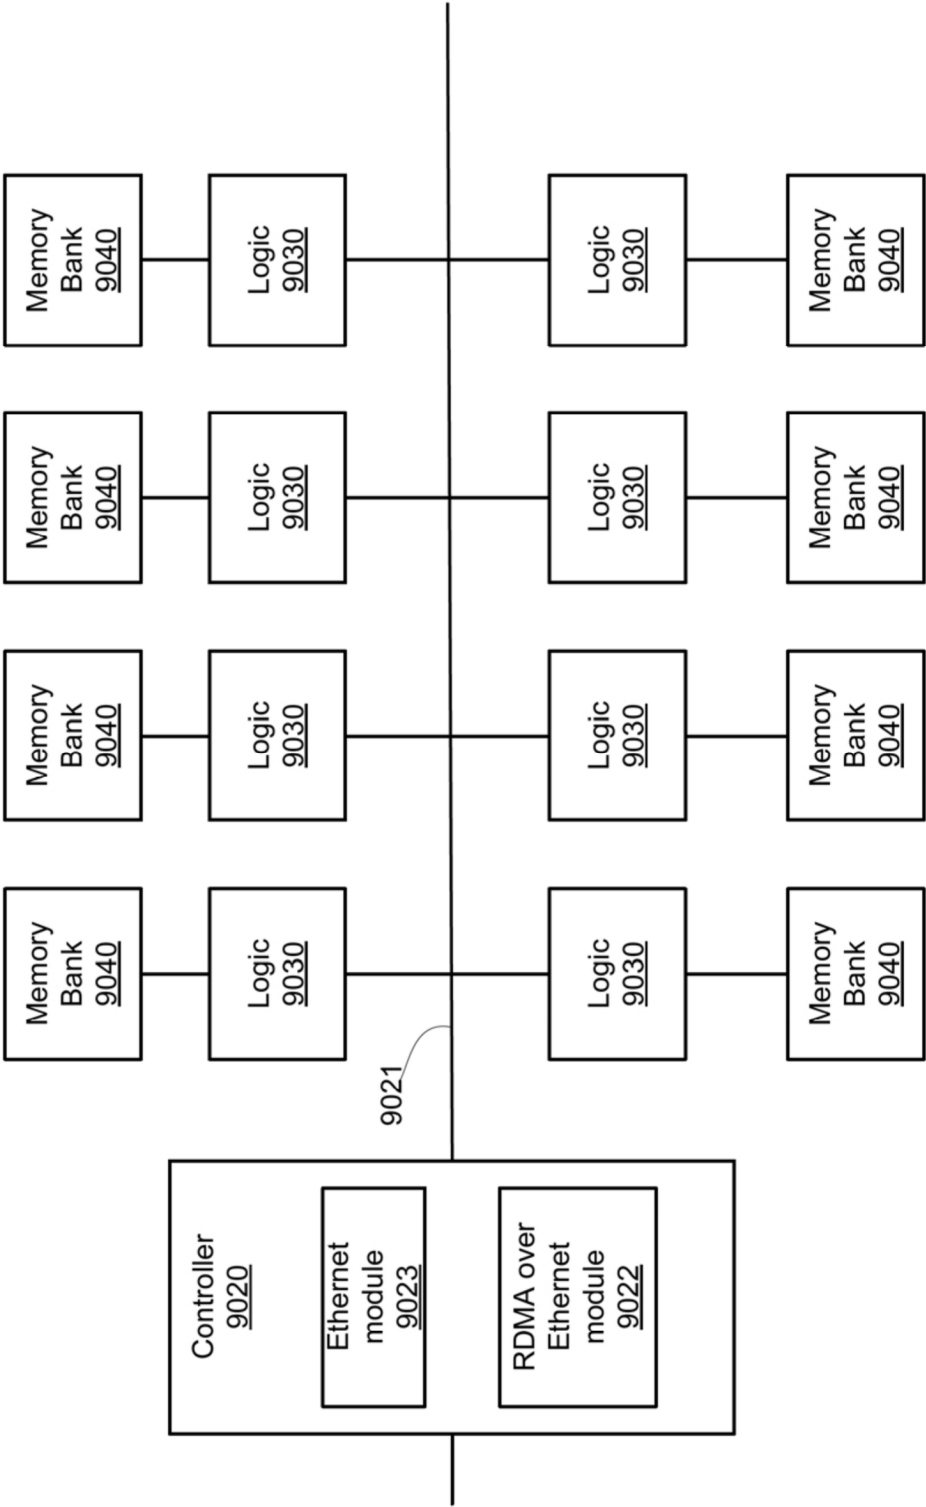 Memory
Bank
9040
Memory
Bank
9040
Memory
Bank
9040
Memory
Bank
9040
Controller
9020
Logic
9030
Logic
9030
Logic
9030
Logic
9030
Ethernet
module
9023
9021
RDMA over
Ethernet
module
9022
Logic
9030
Logic
9030
Logic
9030
Logic
9030
Memory
Bank
9040
Memory
Bank
9040
Memory
Bank
9040
Memory
Bank
9040